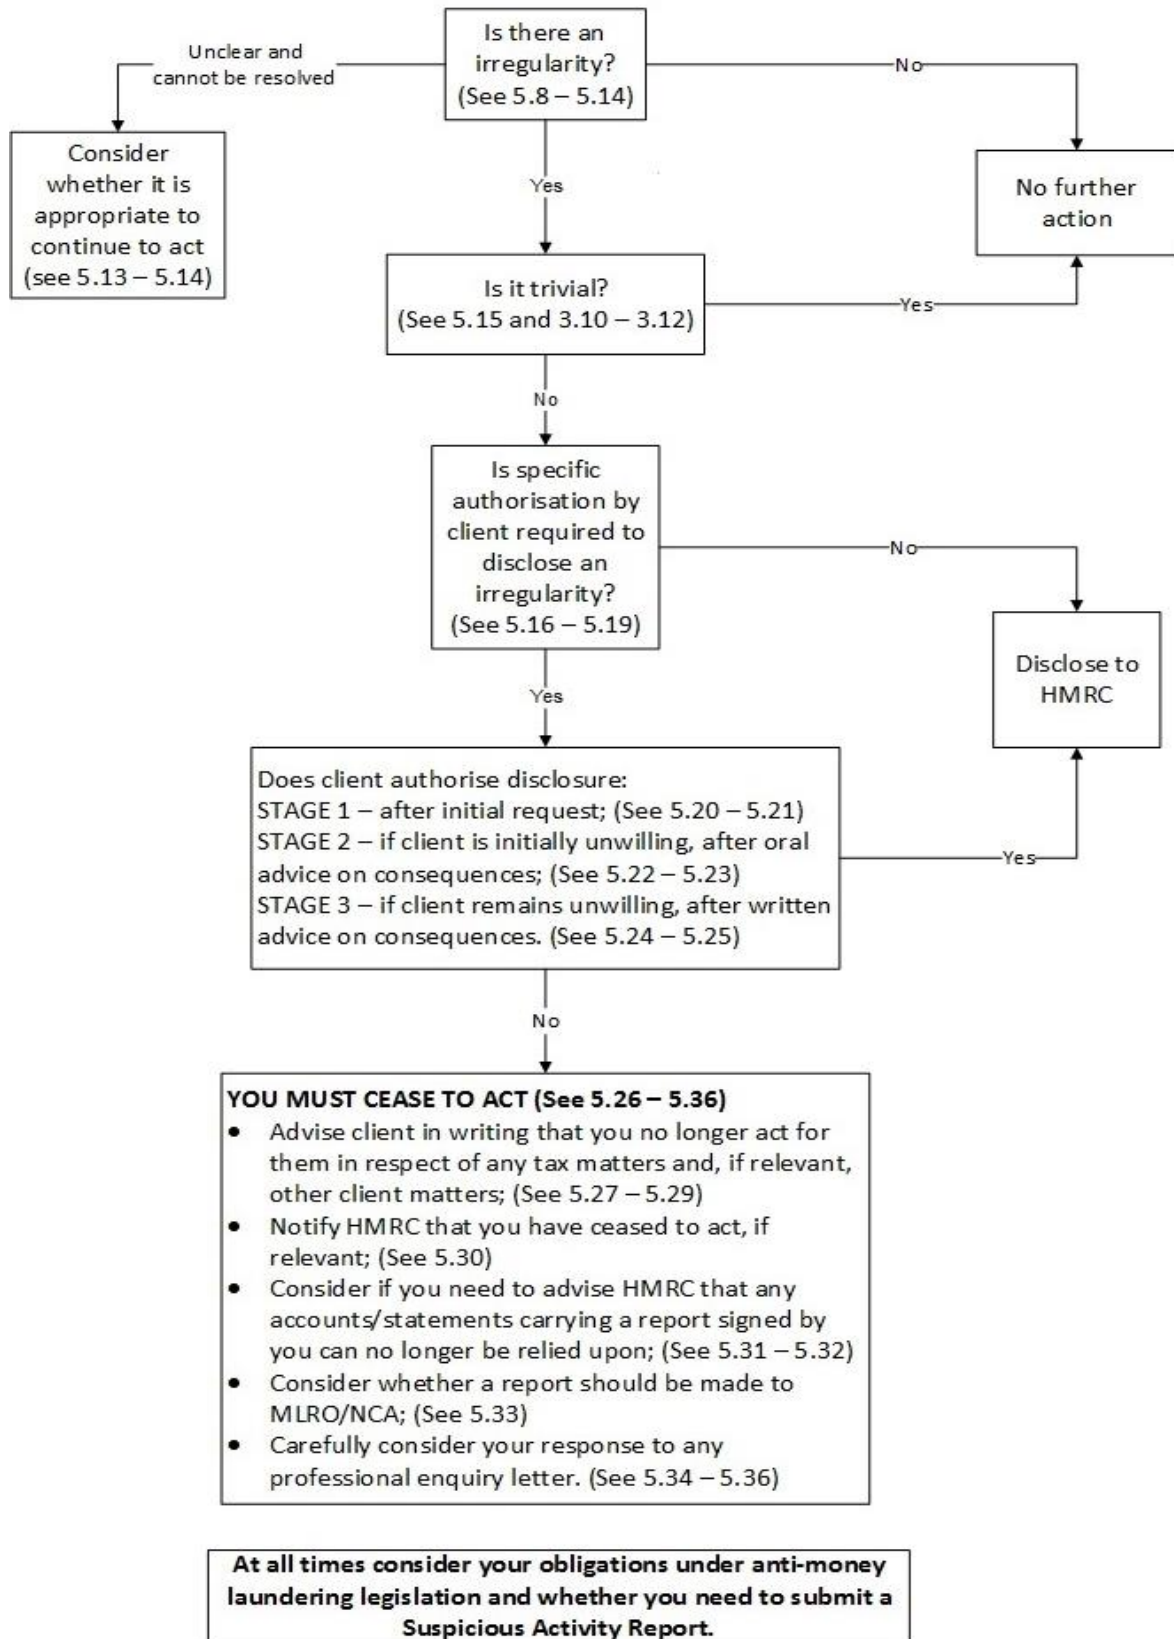 Is there an
irregularity?
(See 5.8 – 5.14)
Unclear and
cannot be resolved
No
Consider
whether it is
appropriate to
continue to act
(see 5.13 – 5.14)
Yes
No further
action
Is it trivial?
(See 5.15 and 3.10 – 3.12)
Yes
No
Is specific
authorisation by
client required to
disclose an
irregularity?
(See 5.16 – 5.19)
No
Disclose to
HMRC
Yes
Does client authorise disclosure:
STAGE 1 – after initial request; (See 5.20 – 5.21)
STAGE 2 – if client is initially unwilling, after oral
advice on consequences; (See 5.22 – 5.23)
STAGE 3 – if client remains unwilling, after written
advice on consequences. (See 5.24 – 5.25)
Yes
No
YOU MUST CEASE TO ACT (See 5.26 – 5.36)
• Advise client in writing that you no longer act for
them in respect of any tax matters and, if relevant,
other client matters; (See 5.27 – 5.29)
• Notify HMRC that you have ceased to act, if
relevant; (See 5.30)
• Consider if you need to advise HMRC that any
accounts/statements carrying a report signed by
you can no longer be relied upon; (See 5.31 – 5.32)
• Consider whether a report should be made to
MLRO/NCA; (See 5.33)
• Carefully consider your response to any
professional enquiry letter. (See 5.34 – 5.36)
At all times consider your obligations under anti-money
laundering legislation and whether you need to submit a
Suspicious Activity Report.